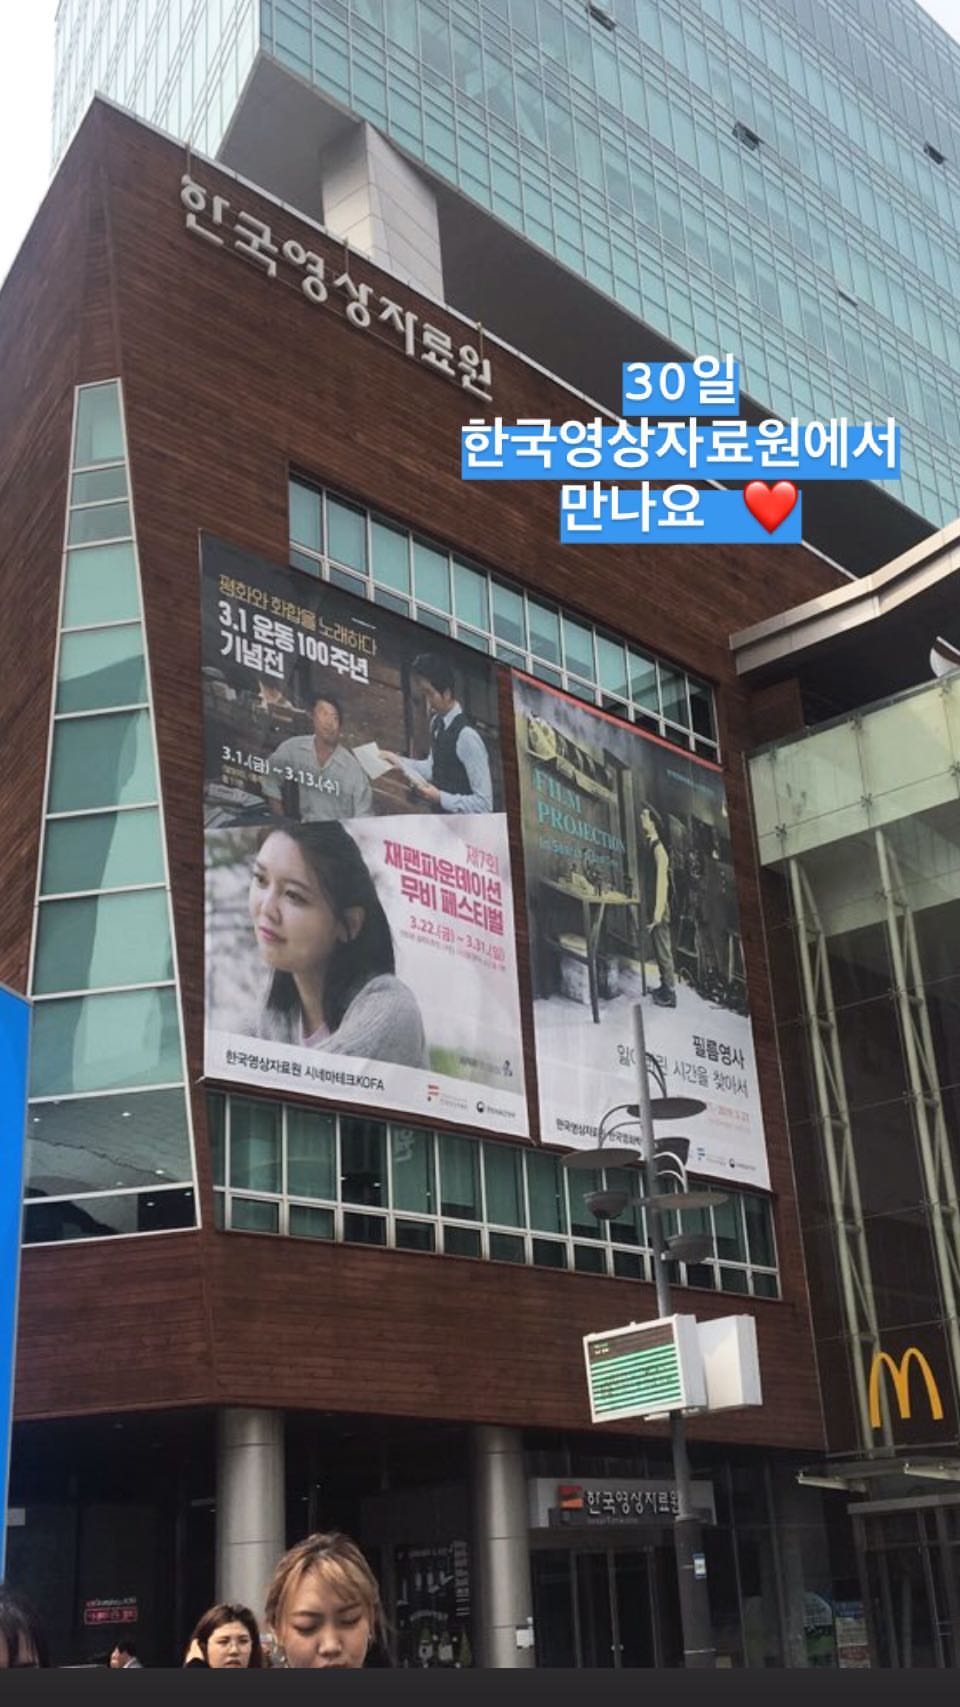 한국영상자료원
30일
한국영상자료원에서
만나요 ❤️
평화와 화합을 노래하다
3.1 운동 100주년
기념전
3.1.(금) ~ 3.13.(수)
제7회
재팬파운데이션
무비 페스티벌
3.22.(금) ~ 3.31.(일)
한국영상자료원 시네마테크KOFA
FILM
PROJECTION
필름영사
시간을 찾아서
한국영상자료원